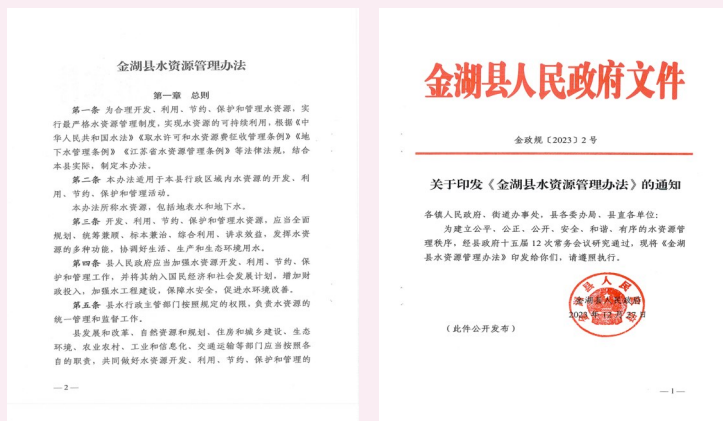 金湖县水资源管理办法
第一章 总则
第一条 为合理开发、利用、节约、保护和管理水资源，实
行最严格水资源管理制度，实现水资源的可持续利用，根据《中
华人民共和国水法》《取水许可和水资源费征收管理条例》《地
下水管理条例》《江苏省水资源管理条例》等法律法规，结合
本县实际，制定本办法。
第二条 本办法适用于本县行政区域内水资源的开发，利
用、节约、保护和管理活动。
本办法所称水资源，包括地表水和地下水。
第三条 开发、利用、节约、保护和管理水资源，应当全面
规划、统筹兼顾、标本兼治、综合利用、讲求效益，发挥水资
源的多种功能，协调好生活、生产和生态环境用水。
第四条 县人民政府应当加强水资源开发、利用、节约、保
护和管理工作，并将其纳入国民经济和社会发展计划，增加财
政投入，加强水工程建设，保障水安全，促进水环境改善。
第五条 县水行政主管部门按照规定的权限，负责水资源的
统一管理和监督工作。
县发展和改革、自然资源和规划、住房和城乡建设、生态
环境、农业农村、工业和信息化、交通运输等部门应当按照各
自的职责，共同做好水资源开发、利用、节约、保护和管理的
— 2 —
金湖县人民政府文件
金政规〔2023〕2 号
关于印发《金湖县水资源管理办法》的通知
各镇人民政府、街道办事处，县各委办局、县直各单位：
为建立公平、公正、公开、安全、和谐、有序的水资源管
理秩序，经县政府十五届 12 次常务会议研究通过，现将《金湖
县水资源管理办法》印发给你们，请遵照执行。
金湖县人民政府
2023 年 12 月 27 日
（此件公开发布）
— 1 —